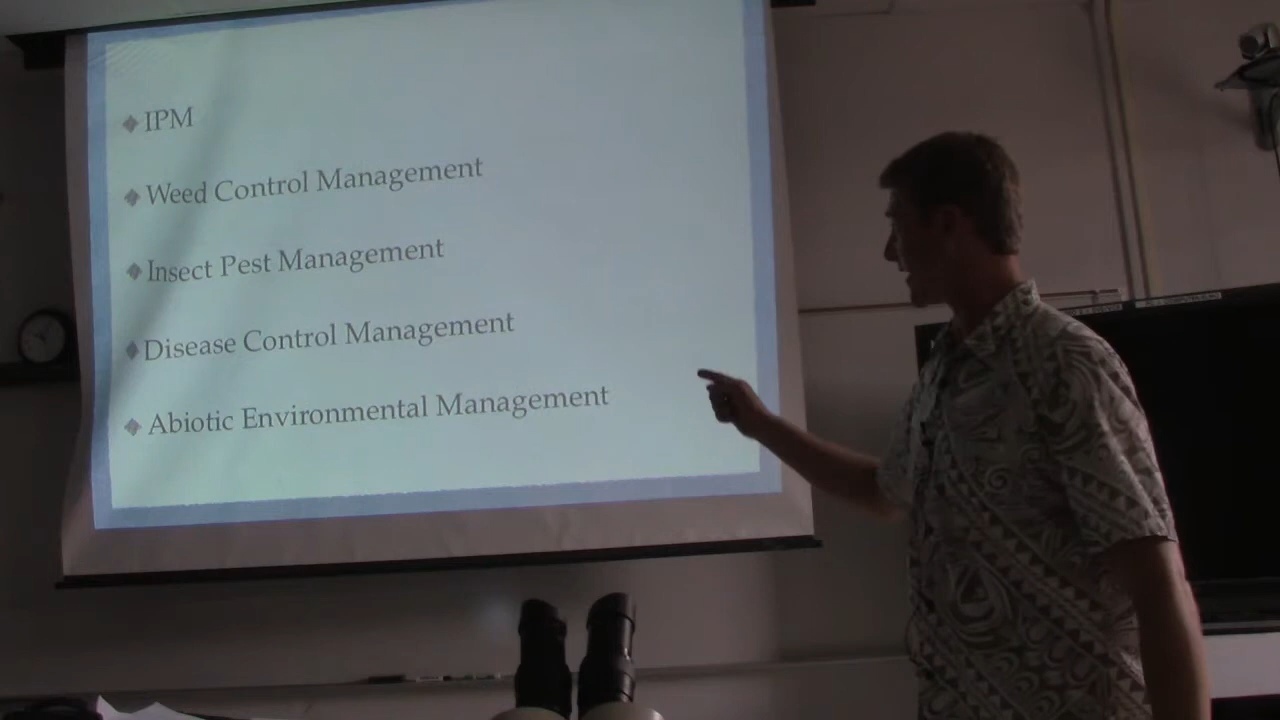 IPM
Weed Control Management
Insect Pest Management
Disease Control Management
Abiotic Environmental Management